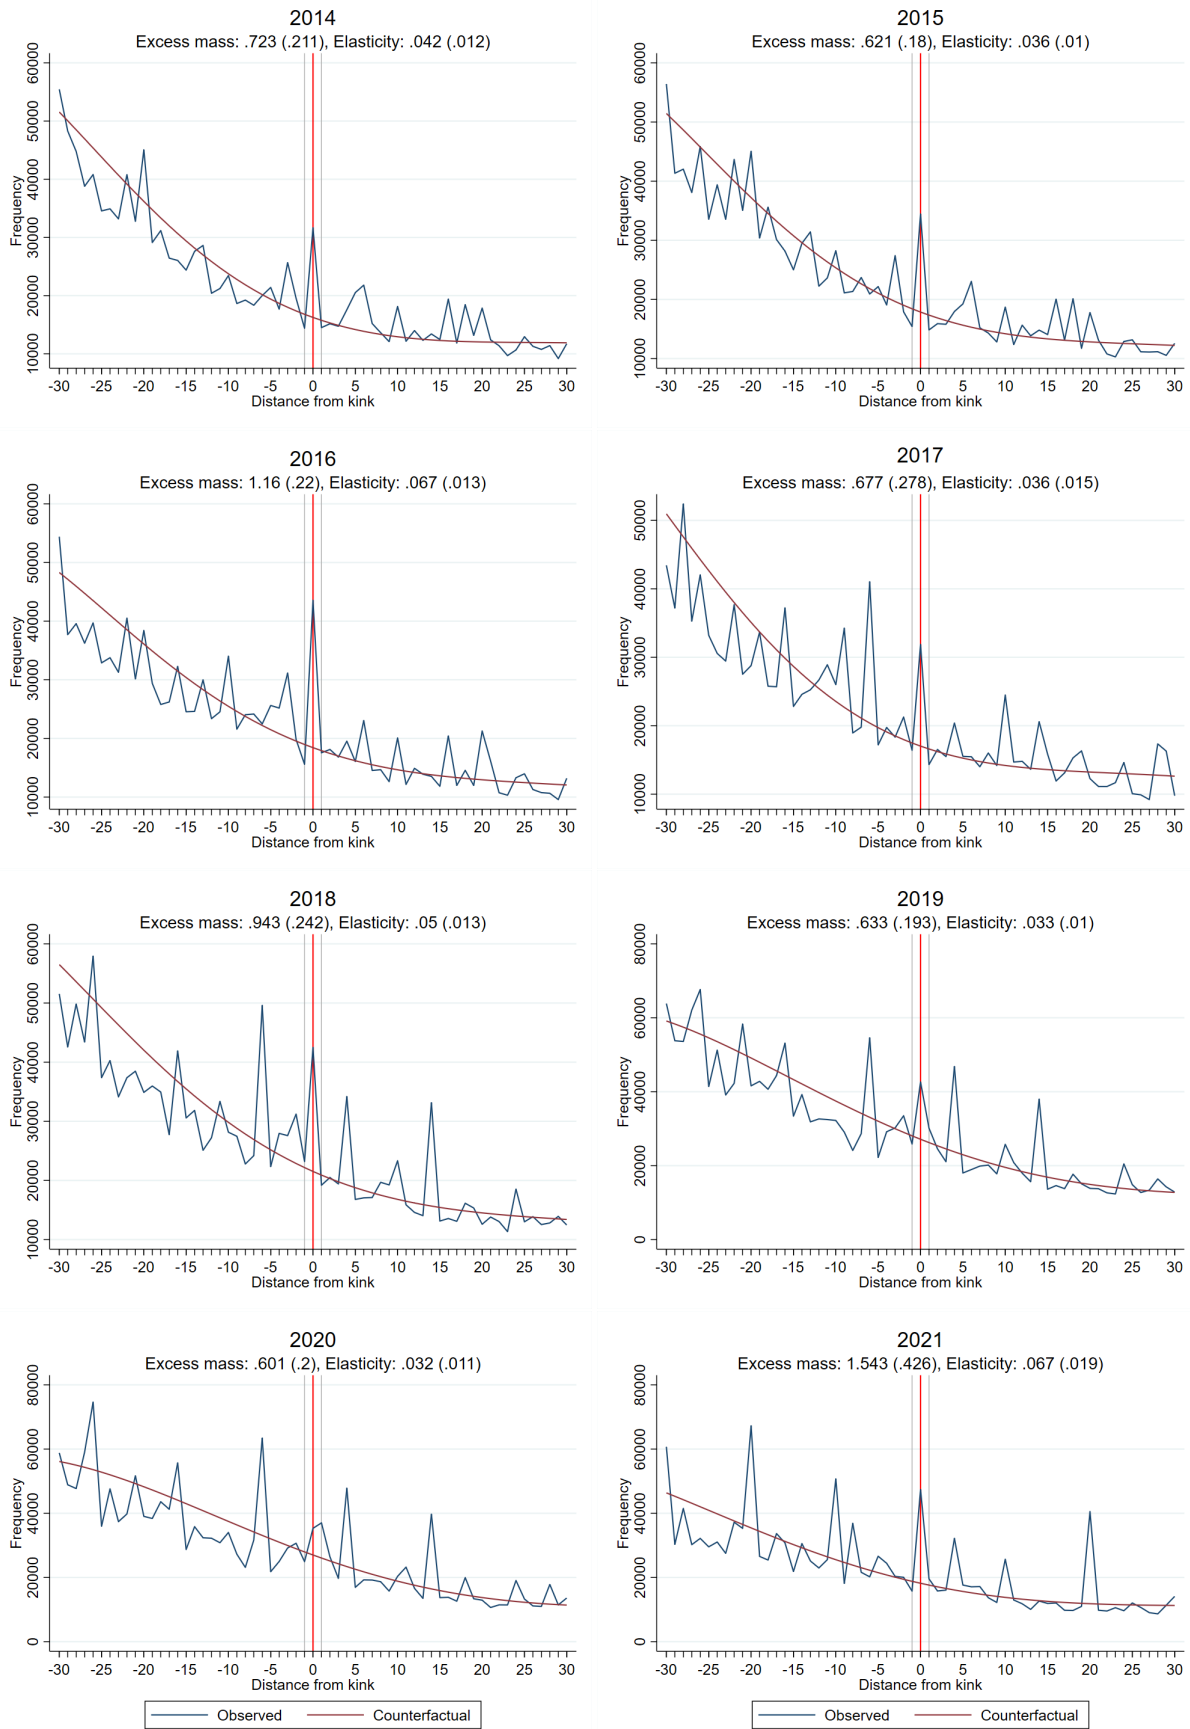 2014
Excess mass: .723 (.211), Elasticity: .042 (.012)
Frequency
60000
50000
40000
30000
20000
10000
-30 -25 -20 -15 -10 -5 0 5 10 15 20 25 30
Distance from kink
2015
Excess mass: .621 (.18), Elasticity: .036 (.01)
Frequency
60000
50000
40000
30000
20000
10000
-30 -25 -20 -15 -10 -5 0 5 10 15 20 25 30
Distance from kink
2016
Excess mass: 1.16 (.22), Elasticity: .067 (.013)
Frequency
60000
50000
40000
30000
20000
10000
-30 -25 -20 -15 -10 -5 0 5 10 15 20 25 30
Distance from kink
2017
Excess mass: .677 (.278), Elasticity: .036 (.015)
Frequency
50000
40000
30000
20000
10000
-30 -25 -20 -15 -10 -5 0 5 10 15 20 25 30
Distance from kink
2018
Excess mass: .943 (.242), Elasticity: .05 (.013)
Frequency
60000
50000
40000
30000
20000
10000
-30 -25 -20 -15 -10 -5 0 5 10 15 20 25 30
Distance from kink
2019
Excess mass: .633 (.193), Elasticity: .033 (.01)
Frequency
80000
60000
40000
20000
0
-30 -25 -20 -15 -10 -5 0 5 10 15 20 25 30
Distance from kink
2020
Excess mass: .601 (.2), Elasticity: .032 (.011)
Frequency
80000
60000
40000
20000
0
-30 -25 -20 -15 -10 -5 0 5 10 15 20 25 30
Distance from kink
Observed Counterfactual
2021
Excess mass: 1.543 (.426), Elasticity: .067 (.019)
Frequency
80000
60000
40000
20000
0
-30 -25 -20 -15 -10 -5 0 5 10 15 20 25 30
Distance from kink
Observed Counterfactual